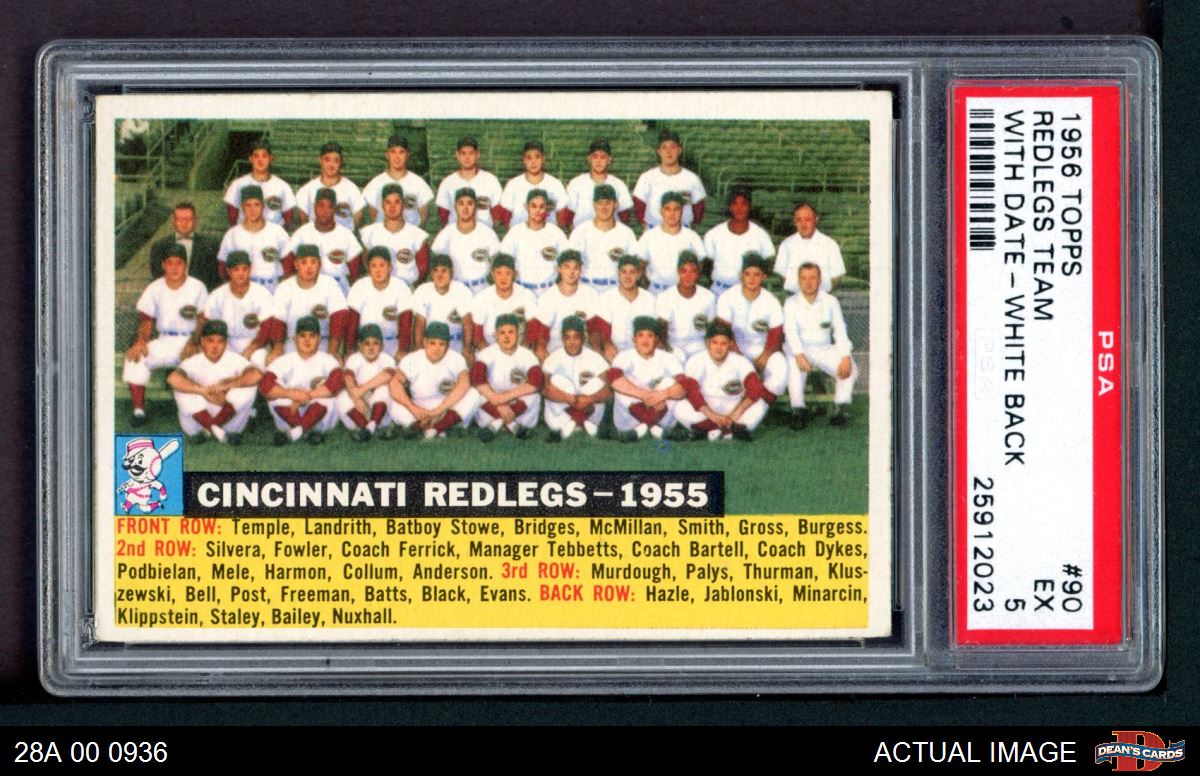 CINCINNATI REDLEGS – 1955
FRONT ROW: Temple, Landrith, Batboy Stowe, Bridges, McMillan, Smith, Gross, Burgess.
2nd ROW: Silvera, Fowler, Coach Ferrick, Manager Tebbetts, Coach Bartell, Coach Dykes,
Podbielan, Mele, Harmon, Collum, Anderson. 3rd ROW: Murdough, Palys, Thurman, Klus-
zewski, Bell, Post, Freeman, Batts, Black, Evans. BACK ROW: Hazle, Jablonski, Minarcin,
Klippstein, Staley, Bailey, Nuxhall.
PSA
1956 TOPPS #90
REDLEGS TEAM EX
WITH DATE – WHITE BACK 5
25912023
28A 00 0936
ACTUAL IMAGE
DEAN'S CARDS